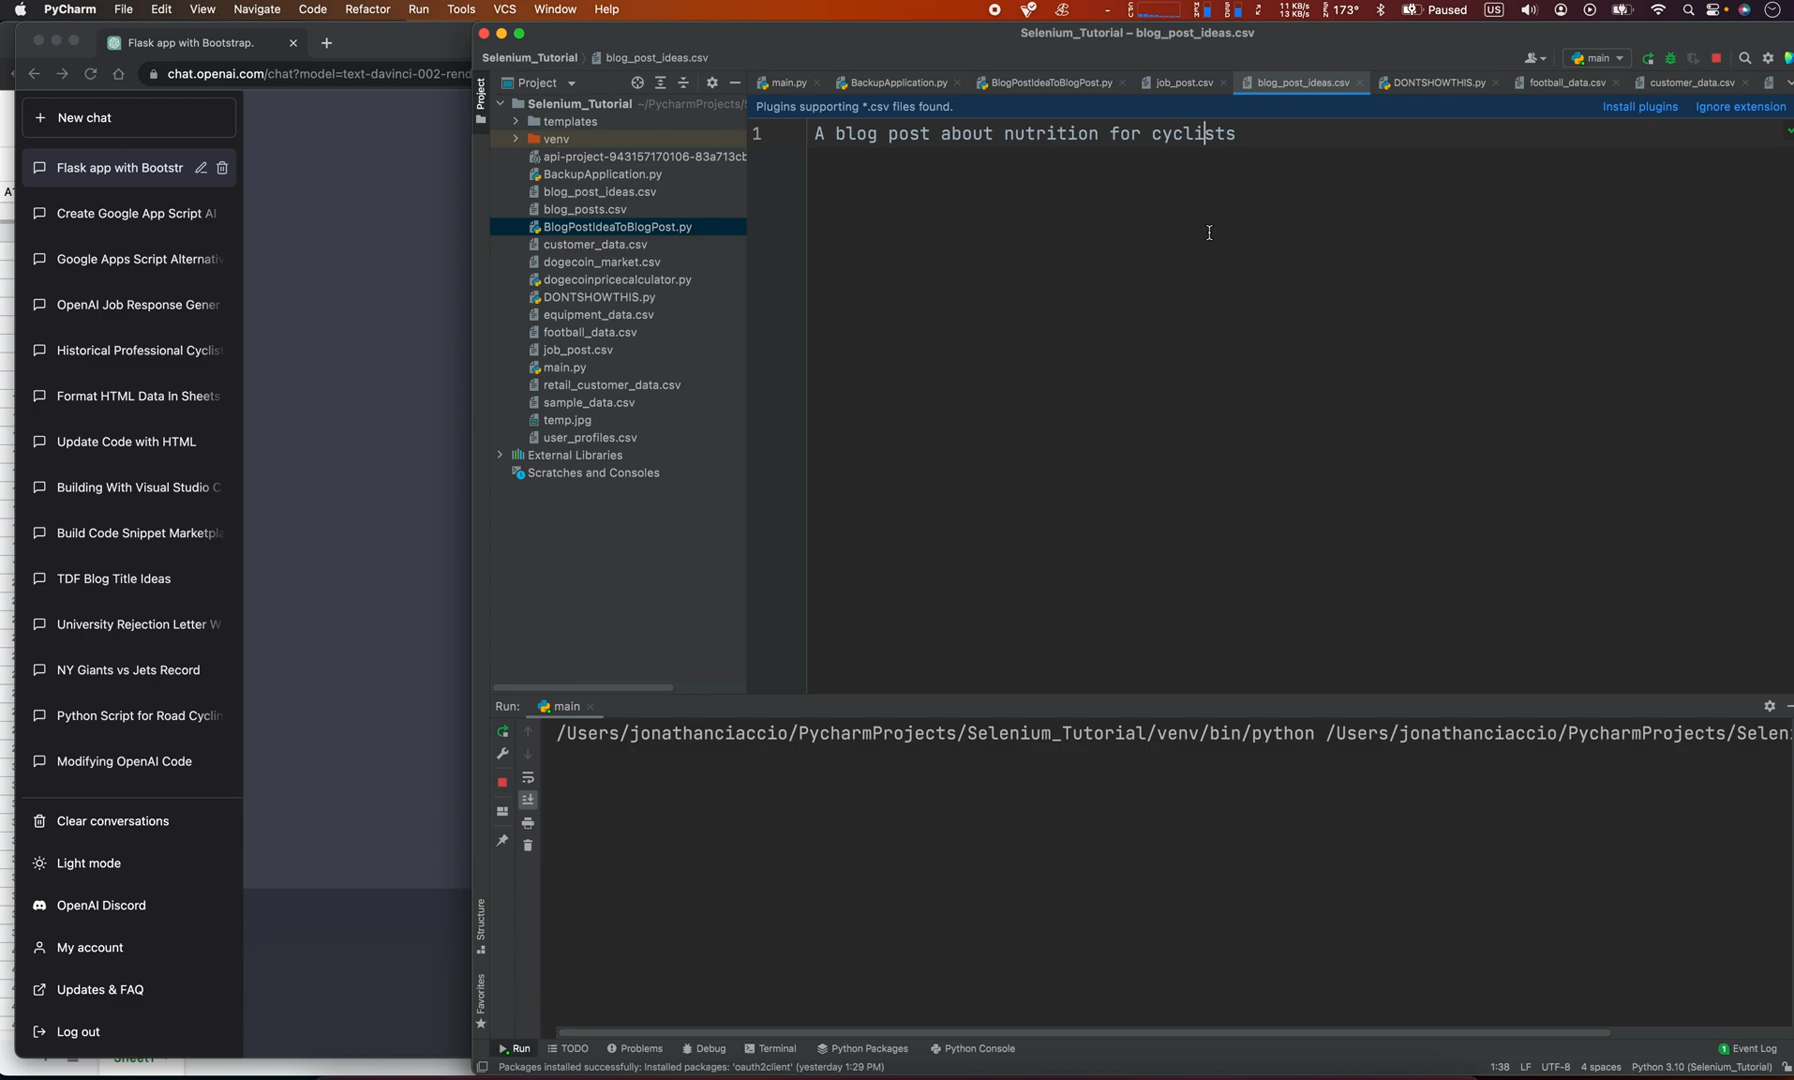 PyCharm File Edit View Navigate Code Refactor Run Tools VCS Window Help
11 KB/s
13 KB/s
173°
Paused
US
Flask app with Bootstrap.
chat.openai.com/chat?model=text-davinci-002-rend
New chat
Flask app with Bootstr
Create Google App Script AI
Google Apps Script Alternativ
OpenAI Job Response Gener
Historical Professional Cyclis
Format HTML Data In Sheets
Update Code with HTML
Building With Visual Studio C
Build Code Snippet Marketpla
TDF Blog Title Ideas
University Rejection Letter W
NY Giants vs Jets Record
Python Script for Road Cyclin
Modifying OpenAI Code
Clear conversations
Light mode
OpenAI Discord
My account
Updates & FAQ
Log out
Selenium_Tutorial – blog_post_ideas.csv
Selenium_Tutorial blog_post_ideas.csv
main
Project
main.py BackupApplication.py BlogPostIdeaToBlogPost.py job_post.csv blog_post_ideas.csv DONTSHOWTHIS.py football_data.csv customer_data.csv
Project
Plugins supporting *.csv files found. Install plugins Ignore extension
1 A blog post about nutrition for cyclists
Selenium_Tutorial ~/PycharmProjects/S
templates
venv
api-project-943157170106-83a713cb
BackupApplication.py
blog_post_ideas.csv
blog_posts.csv
BlogPostIdeaToBlogPost.py
customer_data.csv
dogecoin_market.csv
dogecoinpricecalculator.py
DONTSHOWTHIS.py
equipment_data.csv
football_data.csv
job_post.csv
main.py
retail_customer_data.csv
sample_data.csv
temp.jpg
user_profiles.csv
External Libraries
Scratches and Consoles
Run: main
/Users/jonathanciaccio/PycharmProjects/Selenium_Tutorial/venv/bin/python /Users/jonathanciaccio/PycharmProjects/Selen
Structure
Favorites
Run TODO Problems Debug Terminal Python Packages Python Console
1 Event Log
Packages installed successfully: Installed packages: 'oauth2client' (yesterday 1:29 PM)
1:38 LF UTF-8 4 spaces Python 3.10 (Selenium_Tutorial)